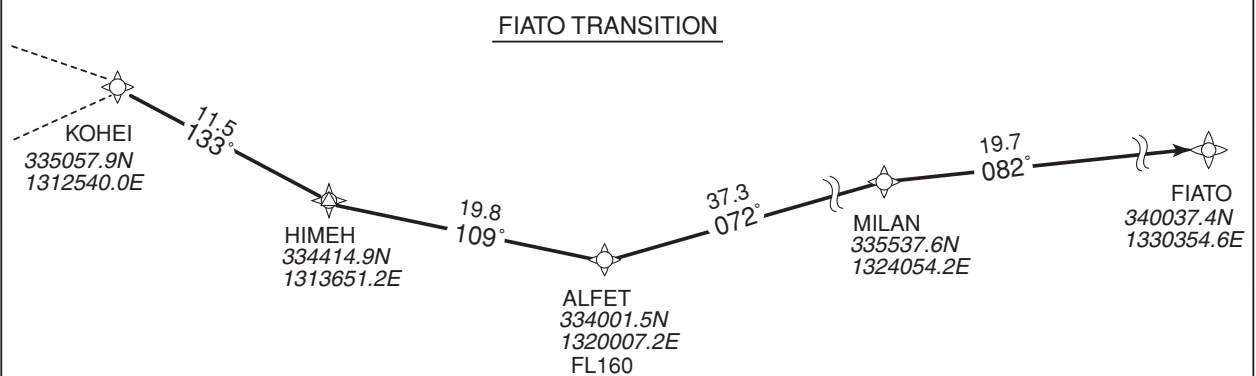 FIATO TRANSITION
KOHEI
335057.9N
1312540.0E
11.5
133°
HIMEH
334414.9N
1313651.2E
19.8
109°
ALFET
334001.5N
1320007.2E
FL160
37.3
072°
MILAN
335537.6N
1324054.2E
19.7
082°
FIATO
340037.4N
1330354.6E